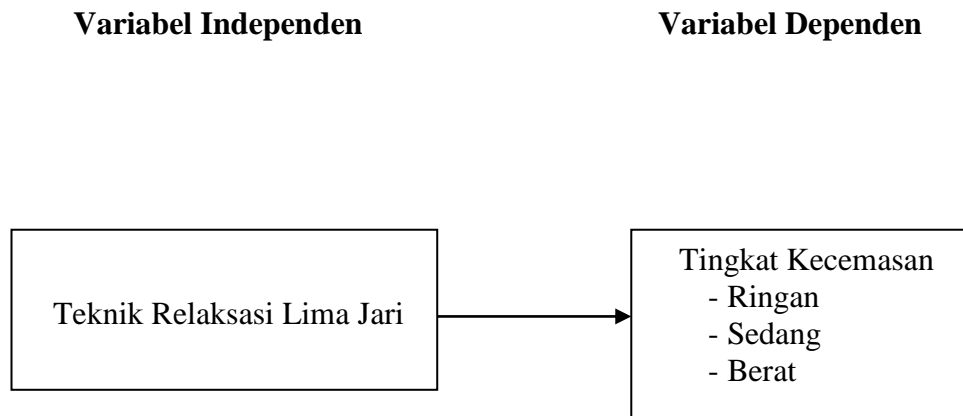 Variabel Independen
Variabel Dependen
Teknik Relaksasi Lima Jari
Tingkat Kecemasan
- Ringan
- Sedang
- Berat